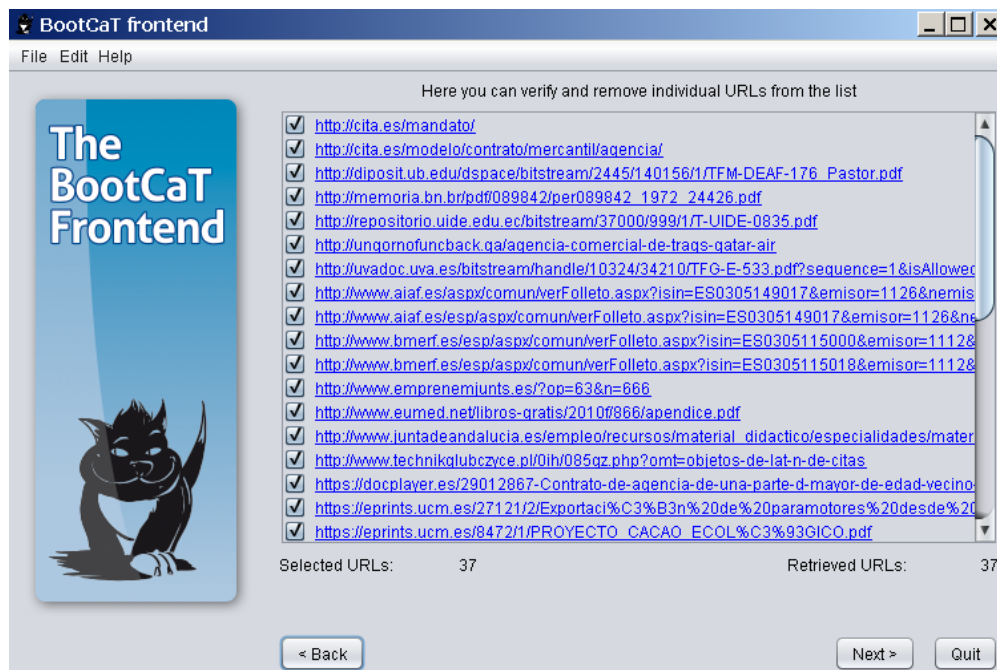 BootCaT frontend
File Edit Help
The
BootCaT
Frontend
Here you can verify and remove individual URLs from the list
http://cita.es/mandato/
http://cita.es/modelo/contrato/mercantil/agencia/
http://diposit.ub.edu/dspace/bitstream/2445/140156/1/TFM-DEAF-176_Pastor.pdf
http://memoria.bn.br/pdf/089842/per089842_1972_24426.pdf
http://repositorio.uide.edu.ec/bitstream/37000/999/1/T-UIDE-0835.pdf
http://unqornofuncback.ga/agencia-comercial-de-traqs-qatar-air
http://uvadoc.uva.es/bitstream/handle/10324/34210/TFG-E-533.pdf?sequence=1&isAllowec
http://www.aiaf.es/aspx/comun/verFolleto.aspx?isin=ES0305149017&emisor=1126&nemis
http://www.aiaf.es/esp/aspx/comun/verFolleto.aspx?isin=ES0305149017&emisor=1126&ne
http://www.bmerf.es/esp/aspx/comun/verFolleto.aspx?isin=ES0305115000&emisor=1112&
http://www.bmerf.es/esp/aspx/comun/verFolleto.aspx?isin=ES0305115018&emisor=1112&
http://www.emprenemjunts.es/?op=63&n=666
http://www.eumed.net/libros-gratis/2010f/866/apendice.pdf
http://www.juntadeandalucia.es/empleo/recursos/material_didactico/especialidades/mater
http://www.technikglubczyce.pl/0ih/085gz.php?omt=objetos-de-lat-n-de-citas
https://docplayer.es/29012867-Contrato-de-agencia-de-una-parte-d-mayor-de-edad-vecino-
https://eprints.ucm.es/27121/2/Exportaci%C3%B3n%20de%20paramotores%20desde%20
https://eprints.ucm.es/8472/1/PROYECTO_CACAO_ECOL%C3%93GICO.pdf
Selected URLs: 37 Retrieved URLs: 37
< Back Next > Quit